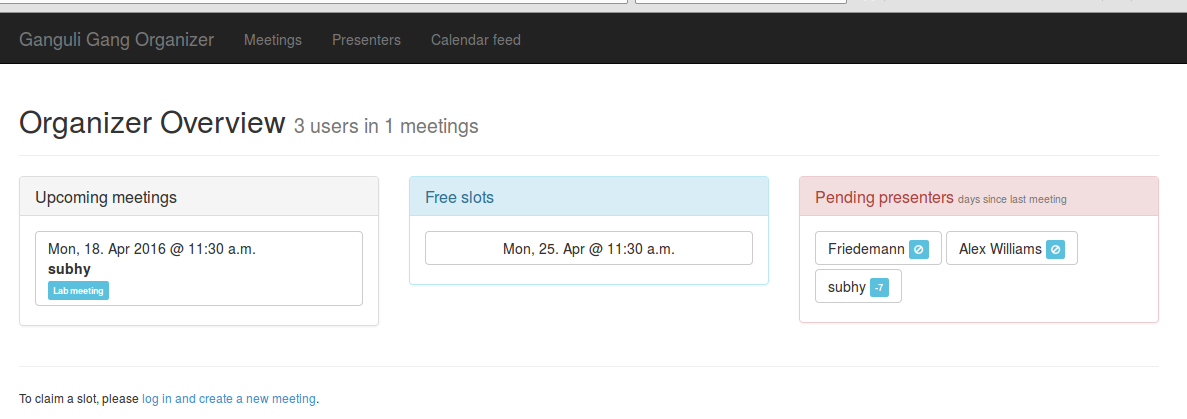 Ganguli Gang Organizer Meetings Presenters Calendar feed
Organizer Overview 3 users in 1 meetings
Upcoming meetings
Mon, 18. Apr 2016 @ 11:30 a.m.
subhy
Lab meeting
Free slots
Mon, 25. Apr @ 11:30 a.m.
Pending presenters days since last meeting
Friedemann Alex Williams
subhy -7
To claim a slot, please log in and create a new meeting.